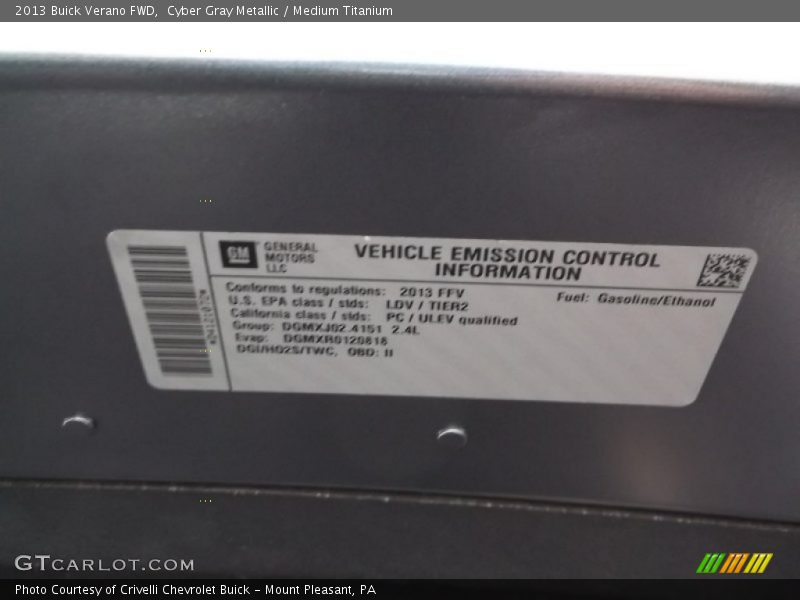 2013 Buick Verano FWD,  Cyber Gray Metallic / Medium Titanium
GM GENERAL MOTORS LLC
VEHICLE EMISSION CONTROL
INFORMATION
Conforms to regulations: 2013 FFV
Fuel: Gasoline/Ethanol
U.S. EPA class / stds: LDV / TIER2
California class / stds: PC / ULEV qualified
Group: DGMXJ02.4151 2.4L
Evap: DGMXR0120818
DGI/HO2S/TWC, OBD: II
GTCARLOT.COM
Photo Courtesy of Crivelli Chevrolet Buick - Mount Pleasant, PA